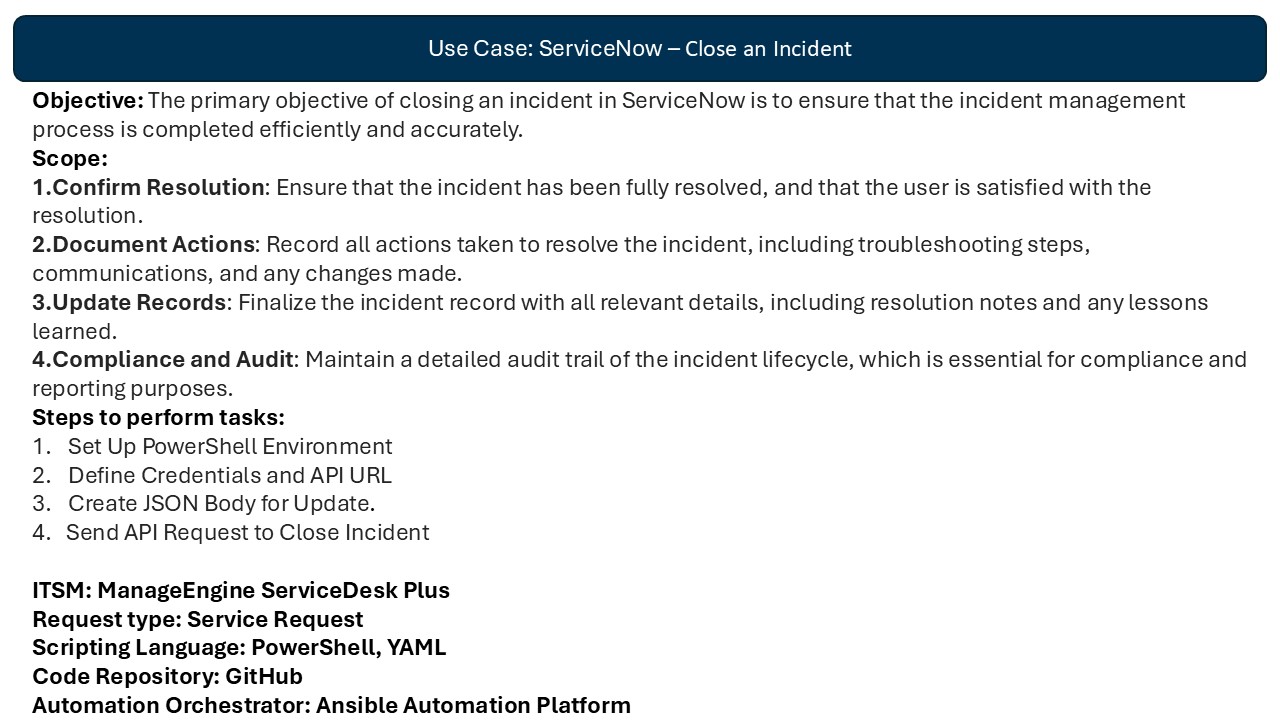 Use Case: ServiceNow – Close an Incident
Objective: The primary objective of closing an incident in ServiceNow is to ensure that the incident management
process is completed efficiently and accurately.
Scope:
1.Confirm Resolution: Ensure that the incident has been fully resolved, and that the user is satisfied with the
resolution.
2.Document Actions: Record all actions taken to resolve the incident, including troubleshooting steps,
communications, and any changes made.
3.Update Records: Finalize the incident record with all relevant details, including resolution notes and any lessons
learned.
4.Compliance and Audit: Maintain a detailed audit trail of the incident lifecycle, which is essential for compliance and
reporting purposes.
Steps to perform tasks:
1. Set Up PowerShell Environment
2. Define Credentials and API URL
3. Create JSON Body for Update.
4. Send API Request to Close Incident
ITSM: ManageEngine ServiceDesk Plus
Request type: Service Request
Scripting Language: PowerShell, YAML
Code Repository: GitHub
Automation Orchestrator: Ansible Automation Platform